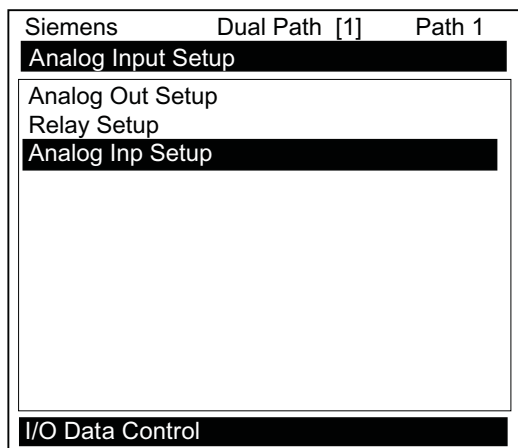 Siemens Dual Path [1] Path 1
Analog Input Setup
Analog Out Setup
Relay Setup
Analog Inp Setup
I/O Data Control